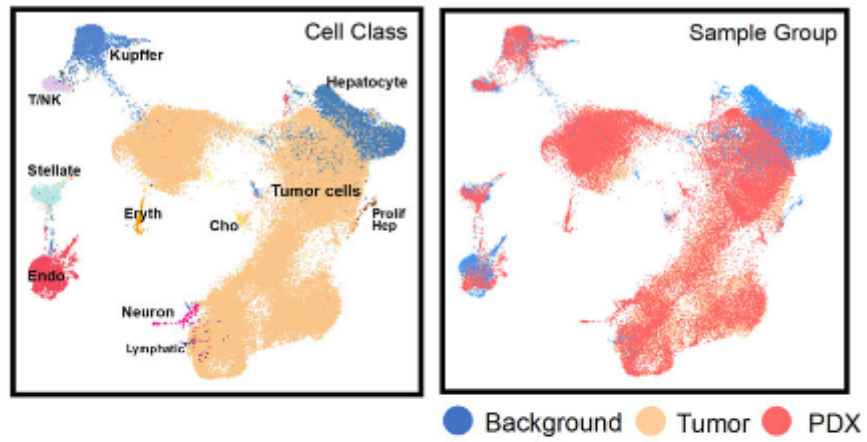 Cell Class
Kupffer
T/NK
Hepatocyte
Stellate
Tumor cells
Eryth
Cho
Prolif
Hep
Endo
Neuron
Lymphatic
Sample Group
Background
Tumor
PDX